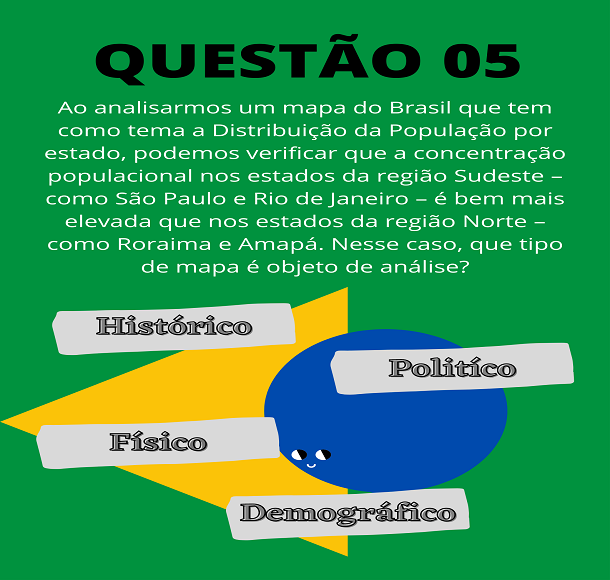 QUESTÃO 05
Ao analisarmos um mapa do Brasil que tem
como tema a Distribuição da População por
estado, podemos verificar que a concentração
populacional nos estados da região Sudeste –
como São Paulo e Rio de Janeiro – é bem mais
elevada que nos estados da região Norte –
como Roraima e Amapá. Nesse caso, que tipo
de mapa é objeto de análise?
Histórico
Politíco
Físico
Demográfico